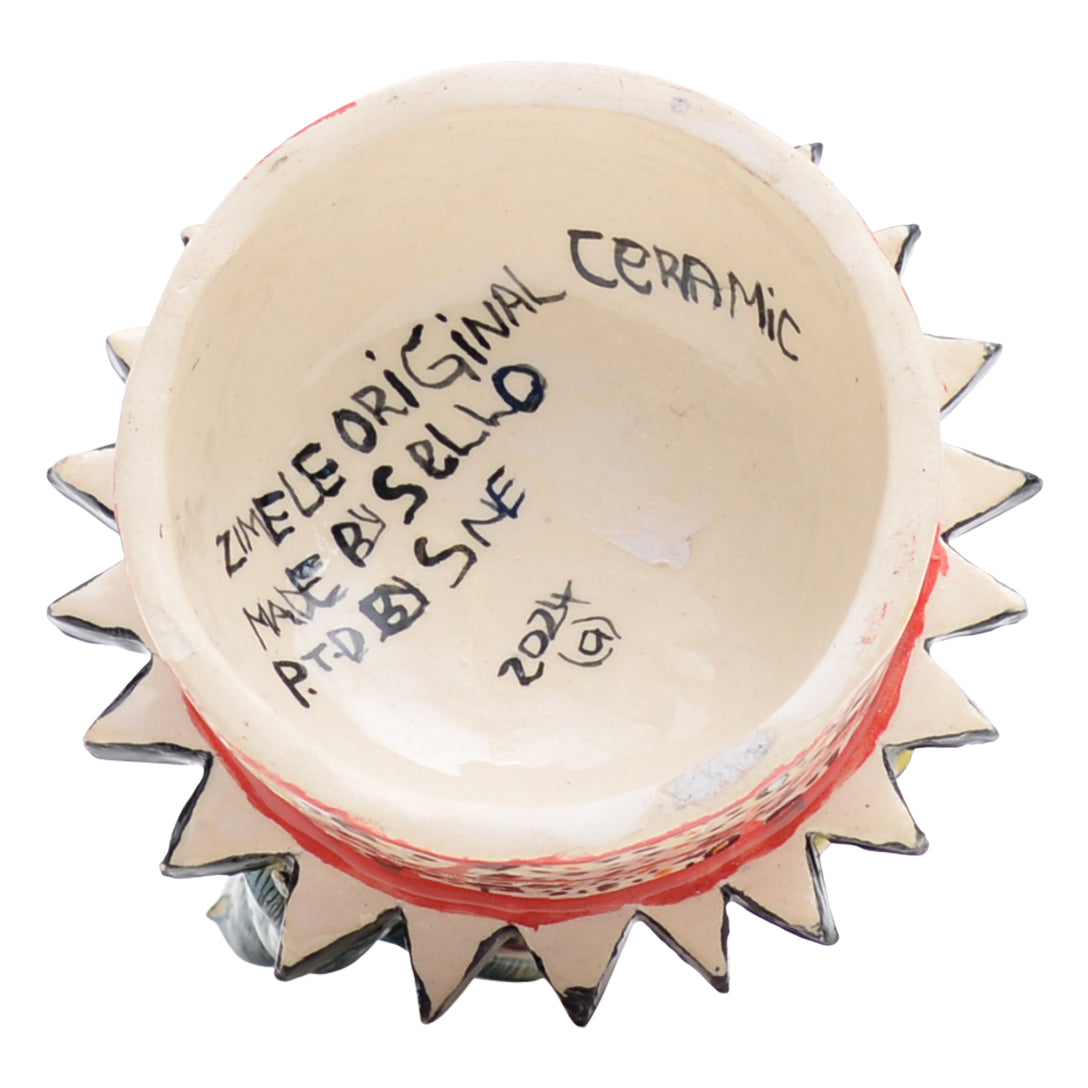 ZIMELE ORIGINAL CERAMIC
MADE BY SELLO
P.T-D BY SNE
2024
(a)